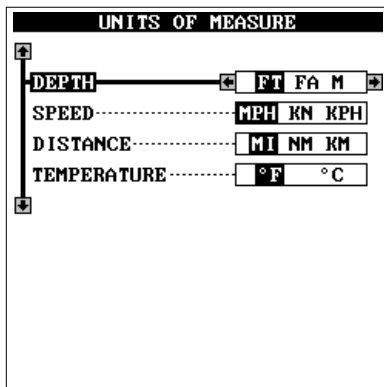 UNITS OF MEASURE
DEPTH FT FA M
SPEED MPH KN KPH
DISTANCE MI NM KM
TEMPERATURE °F °C